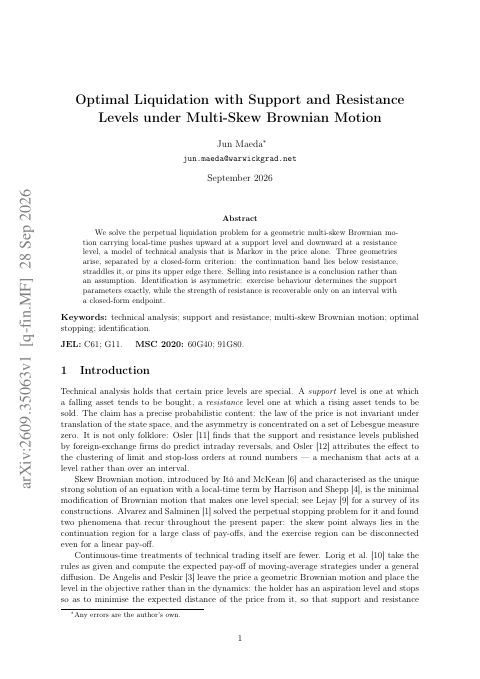 Optimal Liquidation with Support and Resistance
Levels under Multi-Skew Brownian Motion
Jun Maeda*
jun.maeda@warwickgrad.net
September 2026
Abstract
We solve the perpetual liquidation problem for a geometric multi-skew Brownian mo-
tion carrying local-time pushes upward at a support level and downward at a resistance
level, a model of technical analysis that is Markov in the price alone. Three geometries
arise, separated by a closed-form criterion: the continuation band lies below resistance,
straddles it, or pins its upper edge there. Selling into resistance is a conclusion rather than
an assumption. Identification is asymmetric: exercise behaviour determines the support
parameters exactly, while the strength of resistance is recoverable only on an interval with
a closed-form endpoint.
Keywords: technical analysis; support and resistance; multi-skew Brownian motion; optimal
stopping; identification.
JEL: C61; G11. MSC 2020: 60G40; 91G80.
1 Introduction
Technical analysis holds that certain price levels are special. A support level is one at which
a falling asset tends to be bought, a resistance level one at which a rising asset tends to be
sold. The claim has a precise probabilistic content: the law of the price is not invariant under
translation of the state space, and the asymmetry is concentrated on a set of Lebesgue measure
zero. It is not only folklore: Osler [11] finds that the support and resistance levels published
by foreign-exchange firms do predict intraday reversals, and Osler [12] attributes the effect to
the clustering of limit and stop-loss orders at round numbers — a mechanism that acts at a
level rather than over an interval.
Skew Brownian motion, introduced by Itô and McKean [6] and characterised as the unique
strong solution of an equation with a local-time term by Harrison and Shepp [4], is the minimal
modification of Brownian motion that makes one level special; see Lejay [9] for a survey of its
constructions. Alvarez and Salminen [1] solved the perpetual stopping problem for it and found
two phenomena that recur throughout the present paper: the skew point always lies in the
continuation region for a large class of pay-offs, and the exercise region can be disconnected
even for a linear pay-off.
Continuous-time treatments of technical trading itself are fewer. Lorig et al. [10] take the
rules as given and compute the expected pay-off of moving-average strategies under a general
diffusion. De Angelis and Peskir [3] leave the price a geometric Brownian motion and place the
level in the objective rather than in the dynamics: the holder has an aspiration level and stops
so as to minimise the expected distance of the price from it, so that support and resistance
*Any errors are the author's own.
1
arXiv:2609.35063v1 [q-fin.MF] 28 Sep 2026